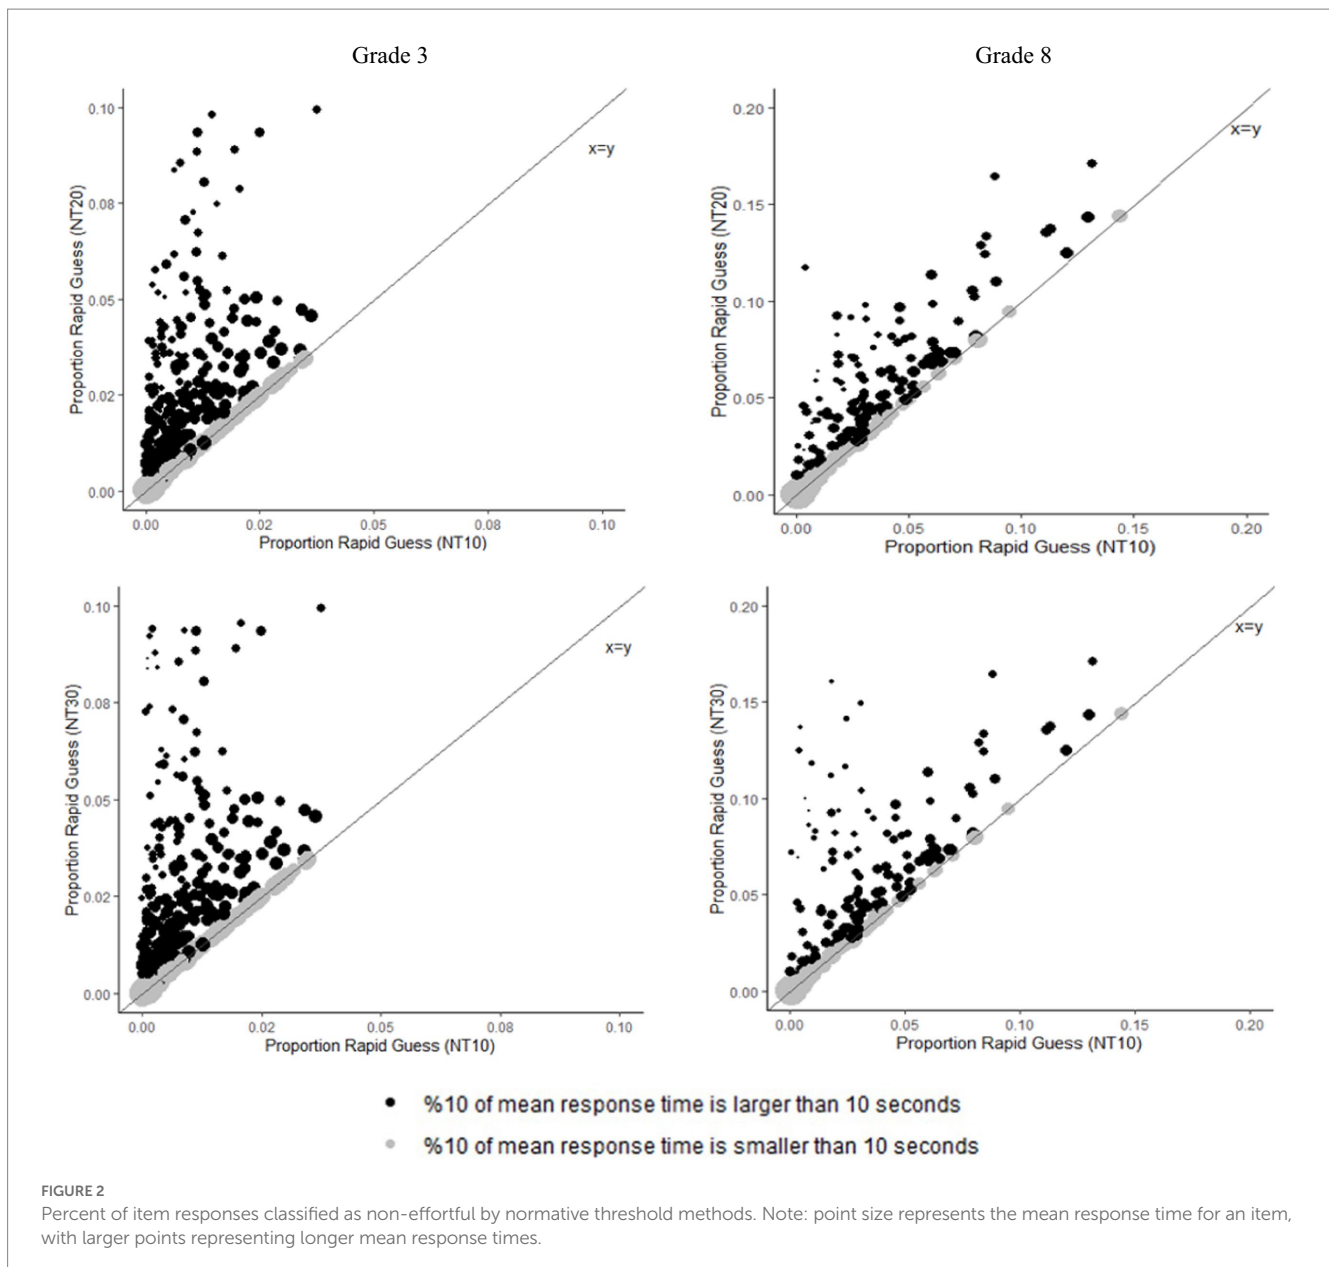 Grade 3
Grade 8
0.10
0.08
0.05
0.02
0.00
Proportion Rapid Guess (NT20)
x=y
0.00 0.02 0.05 0.08 0.10
Proportion Rapid Guess (NT10)
0.20
0.15
0.10
0.05
0.00
Proportion Rapid Guess (NT20)
x=y
0.00 0.05 0.10 0.15 0.20
Proportion Rapid Guess (NT10)
0.10
0.08
0.05
0.02
0.00
Proportion Rapid Guess (NT30)
x=y
0.00 0.02 0.05 0.08 0.10
Proportion Rapid Guess (NT10)
0.20
0.15
0.10
0.05
0.00
Proportion Rapid Guess (NT30)
x=y
0.00 0.05 0.10 0.15 0.20
Proportion Rapid Guess (NT10)
%10 of mean response time is larger than 10 seconds
%10 of mean response time is smaller than 10 seconds
FIGURE 2
Percent of item responses classified as non-effortful by normative threshold methods. Note: point size represents the mean response time for an item,
with larger points representing longer mean response times.